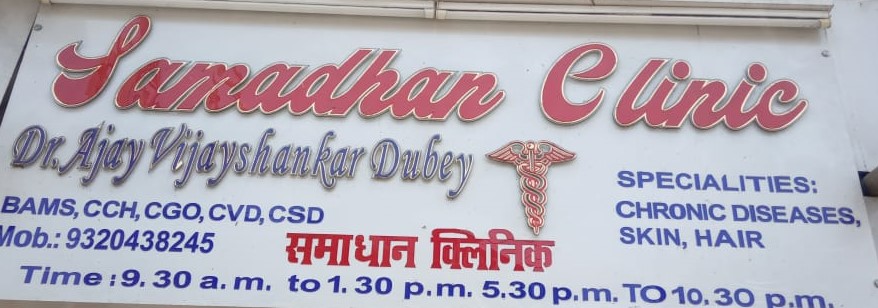 Samadhan Clinic
Dr. Ajay Vijayshankar Dubey
BAMS, CCH, CGO, CVD, CSD
Mob.: 9320438245
समाधान क्लिनिक
SPECIALITIES:
CHRONIC DISEASES,
SKIN, HAIR
Time : 9. 30 a. m. to 1. 30 p.m. 5.30 p.m. TO 10. 30 p.m.